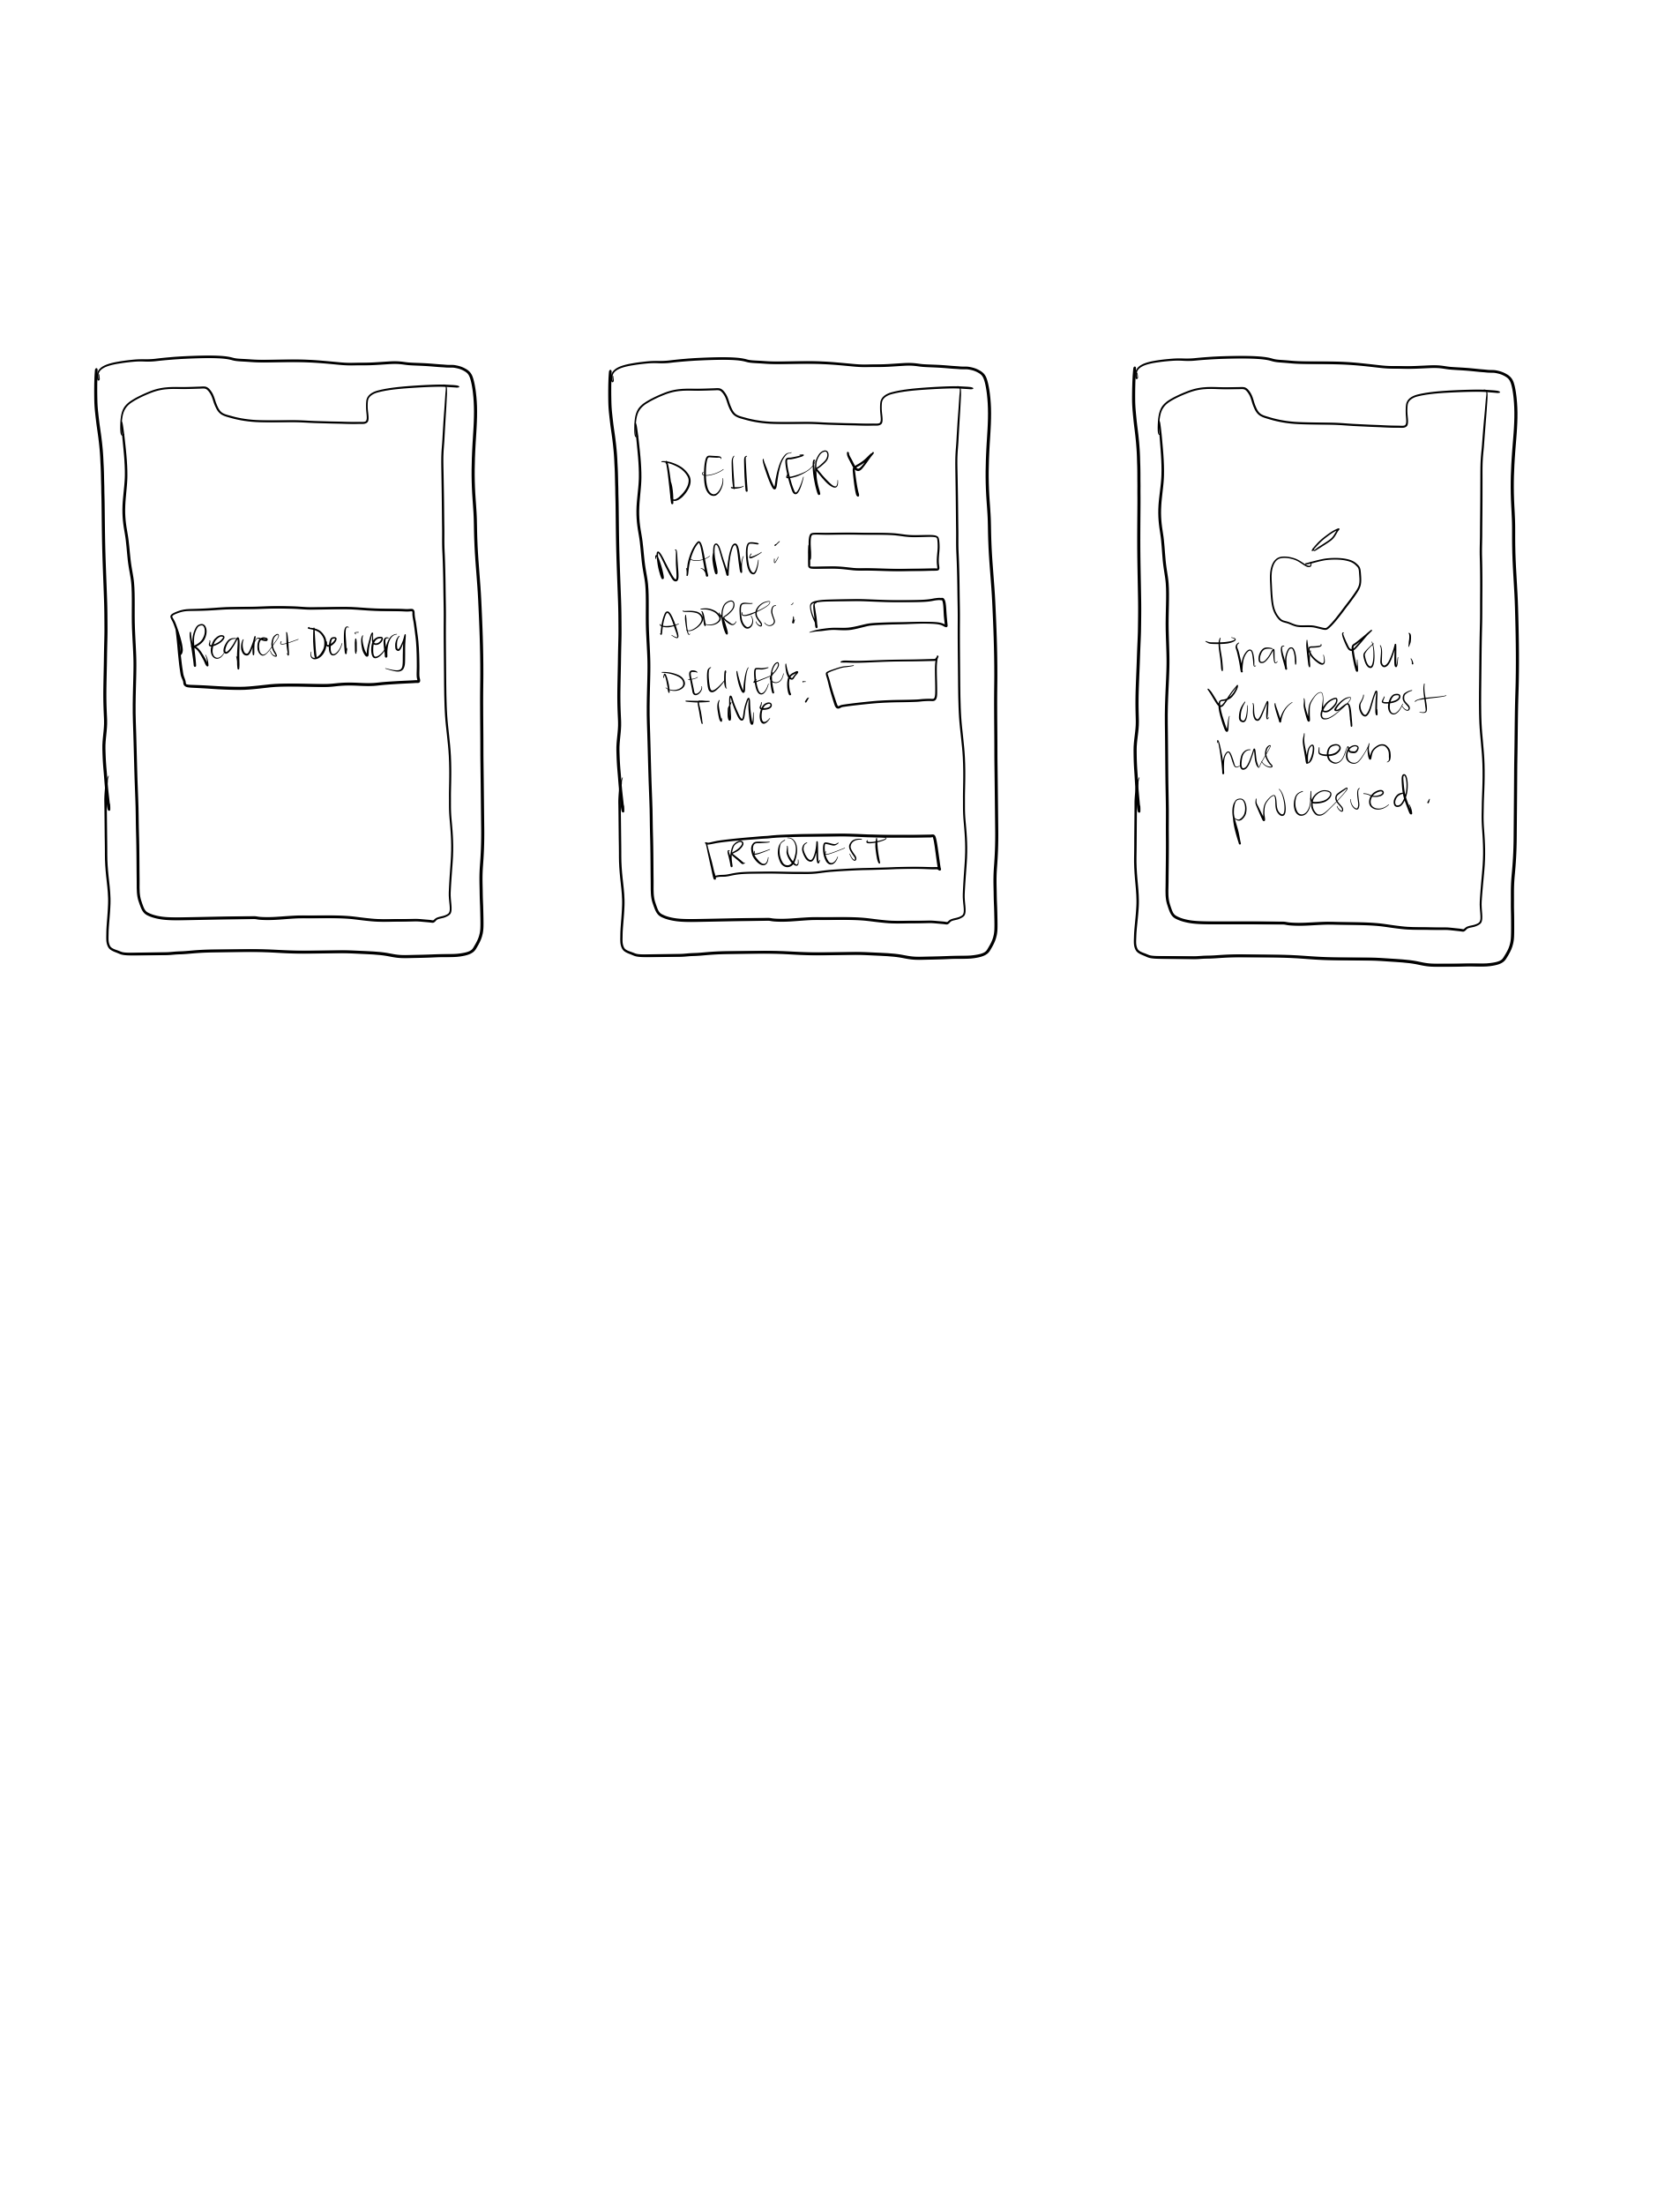 Request Delivery
DELIVERY
NAME:
ADDRESS:
DELIVERY:
TIME
REQUEST
Thank You!
Your request
has been
processed.